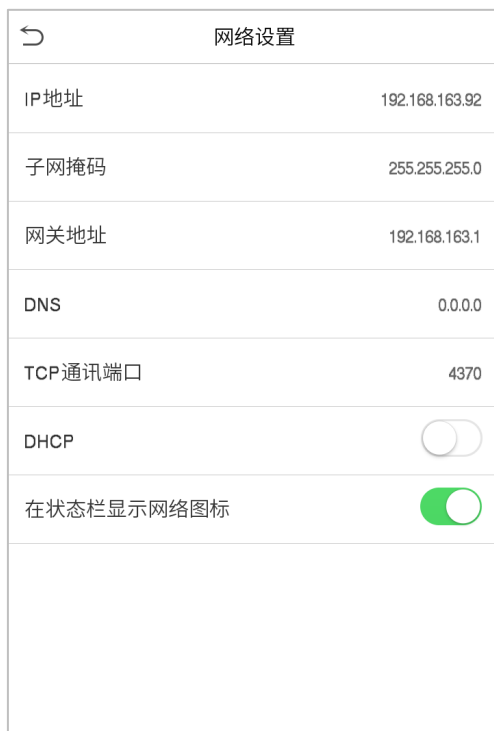 网络设置
IP地址 192.168.163.92
子网掩码 255.255.255.0
网关地址 192.168.163.1
DNS 0.0.0.0
TCP通讯端口 4370
DHCP
在状态栏显示网络图标